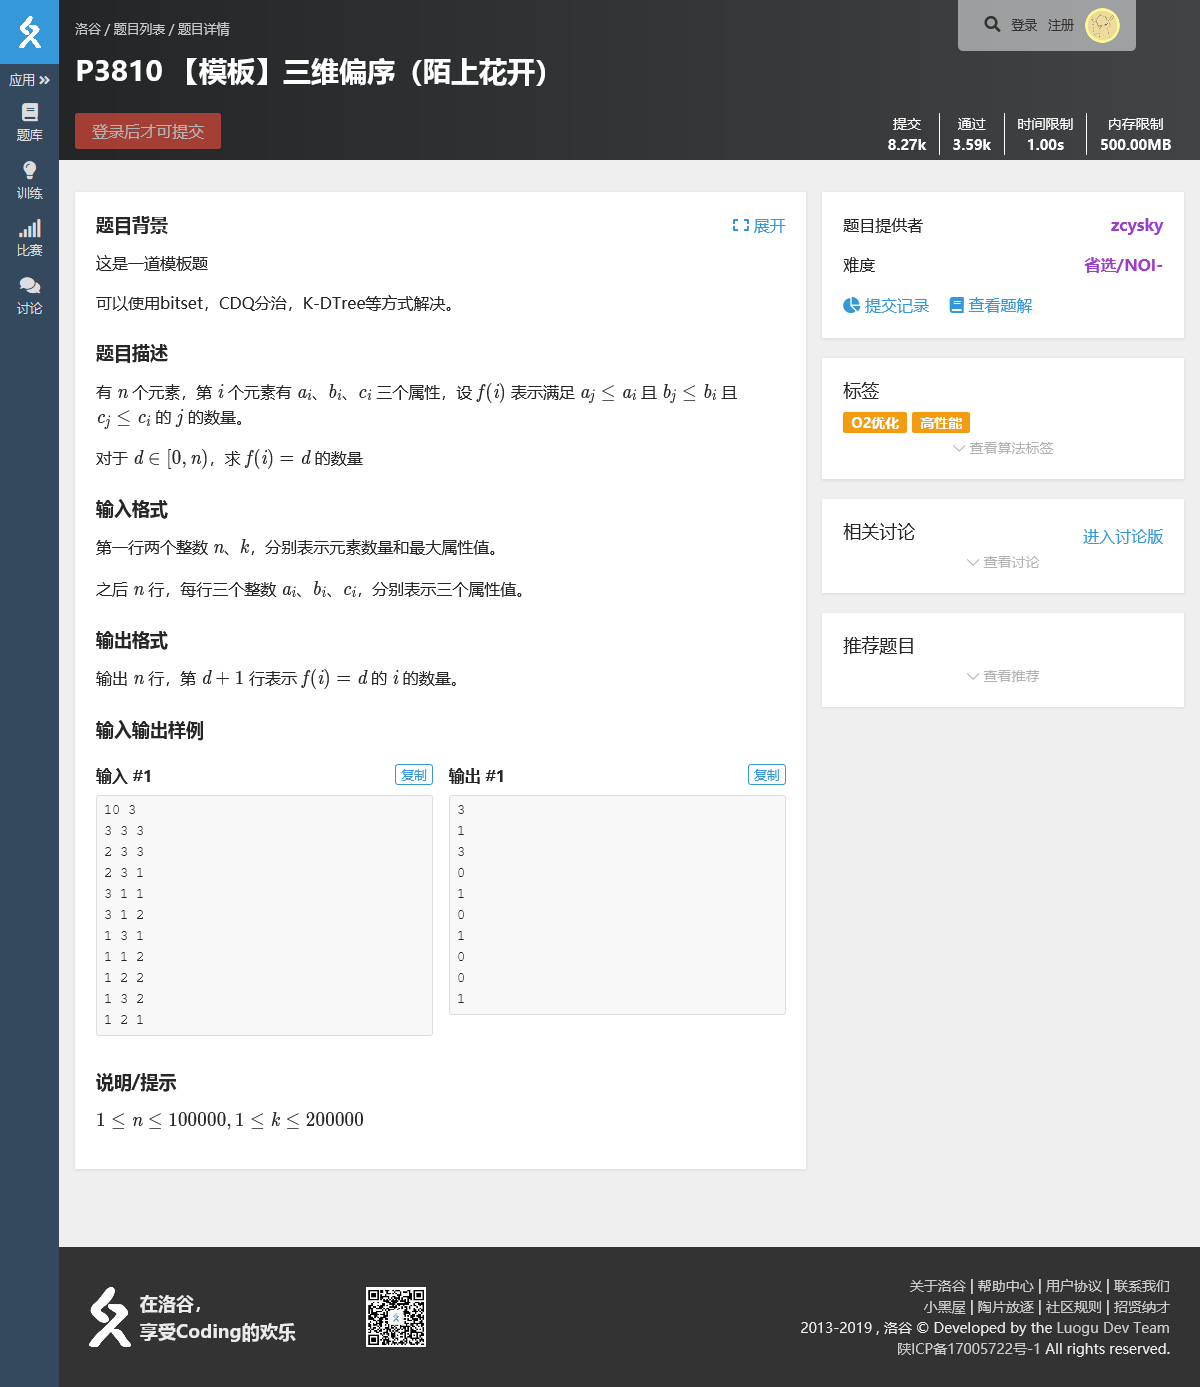 洛谷 / 题目列表 / 题目详情
登录 注册
P3810 【模板】三维偏序（陌上花开）
登录后才可提交
提交 通过 时间限制 内存限制
8.27k 3.59k 1.00s 500.00MB
应用
题库
训练
比赛
讨论
题目背景
展开
这是一道模板题
可以使用bitset，CDQ分治，K-DTree等方式解决。
题目描述
有 n 个元素，第 i 个元素有 a_i、b_i、c_i 三个属性，设 f(i) 表示满足 a_j ≤ a_i 且 b_j ≤ b_i 且
c_j ≤ c_i 的 j 的数量。
对于 d ∈ [0, n)，求 f(i) = d 的数量
输入格式
第一行两个整数 n、k，分别表示元素数量和最大属性值。
之后 n 行，每行三个整数 a_i、b_i、c_i，分别表示三个属性值。
输出格式
输出 n 行，第 d + 1 行表示 f(i) = d 的 i 的数量。
输入输出样例
输入 #1
复制
10 3
3 3 3
2 3 3
2 3 1
3 1 1
3 1 2
1 3 1
1 1 2
1 2 2
1 3 2
1 2 1
输出 #1
复制
3
1
3
0
1
0
1
0
0
1
说明/提示
1 ≤ n ≤ 100000, 1 ≤ k ≤ 200000
题目提供者 zcysky
难度 省选/NOI-
提交记录 查看题解
标签
O2优化 高性能
查看算法标签
相关讨论 进入讨论版
查看讨论
推荐题目
查看推荐
在洛谷，
享受Coding的欢乐
关于洛谷 | 帮助中心 | 用户协议 | 联系我们
小黑屋 | 陶片放逐 | 社区规则 | 招贤纳才
2013-2019 , 洛谷 © Developed by the Luogu Dev Team
陕ICP备17005722号-1 All rights reserved.